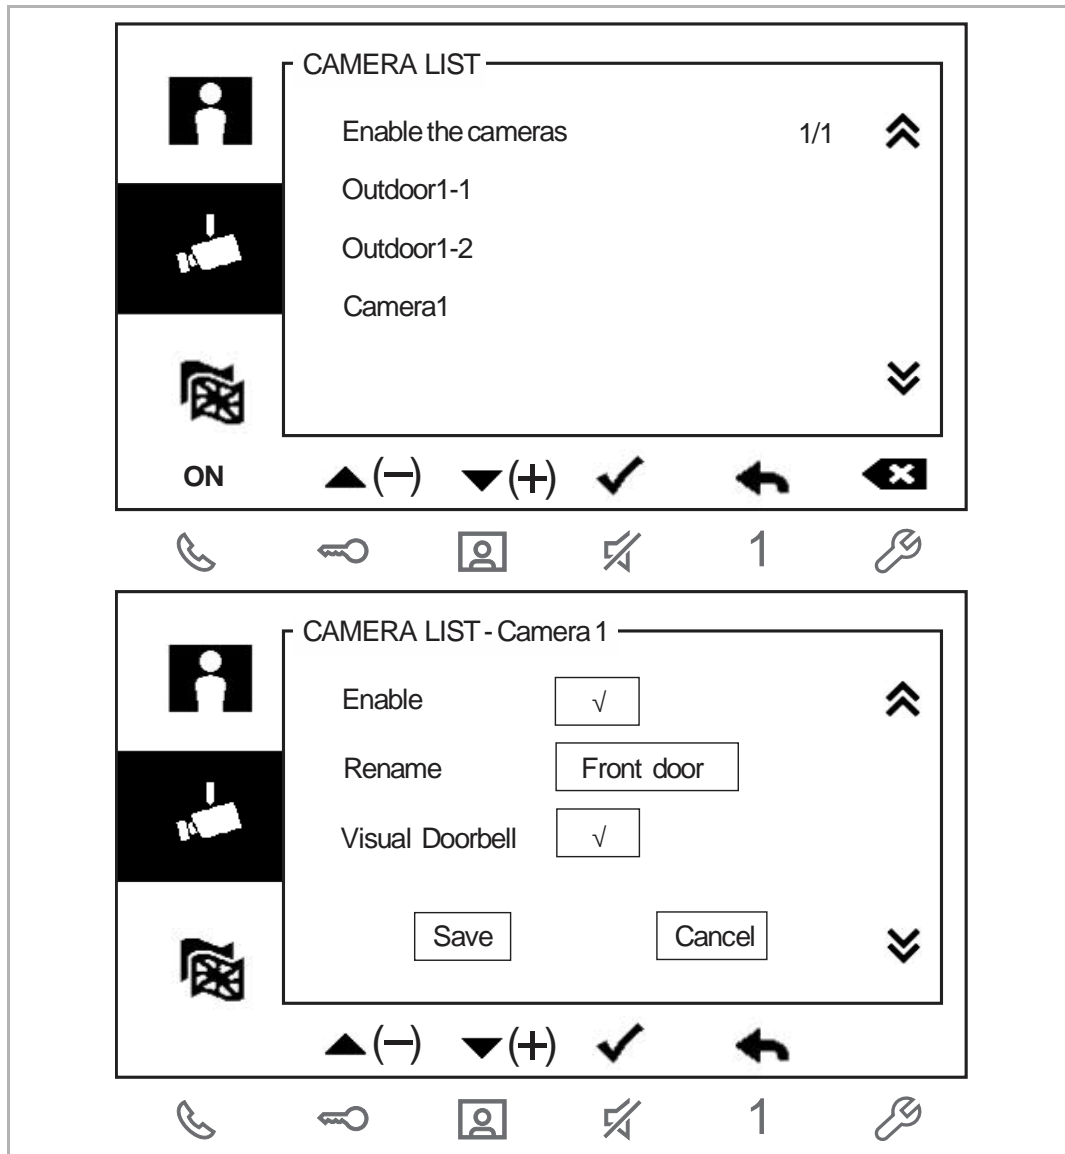 CAMERA LIST
Enable the cameras 1/1
Outdoor1-1
Outdoor1-2
Camera1
ON (−) (+)
1
CAMERA LIST - Camera 1
Enable √
Rename Front door
Visual Doorbell √
Save Cancel
(−) (+)
1